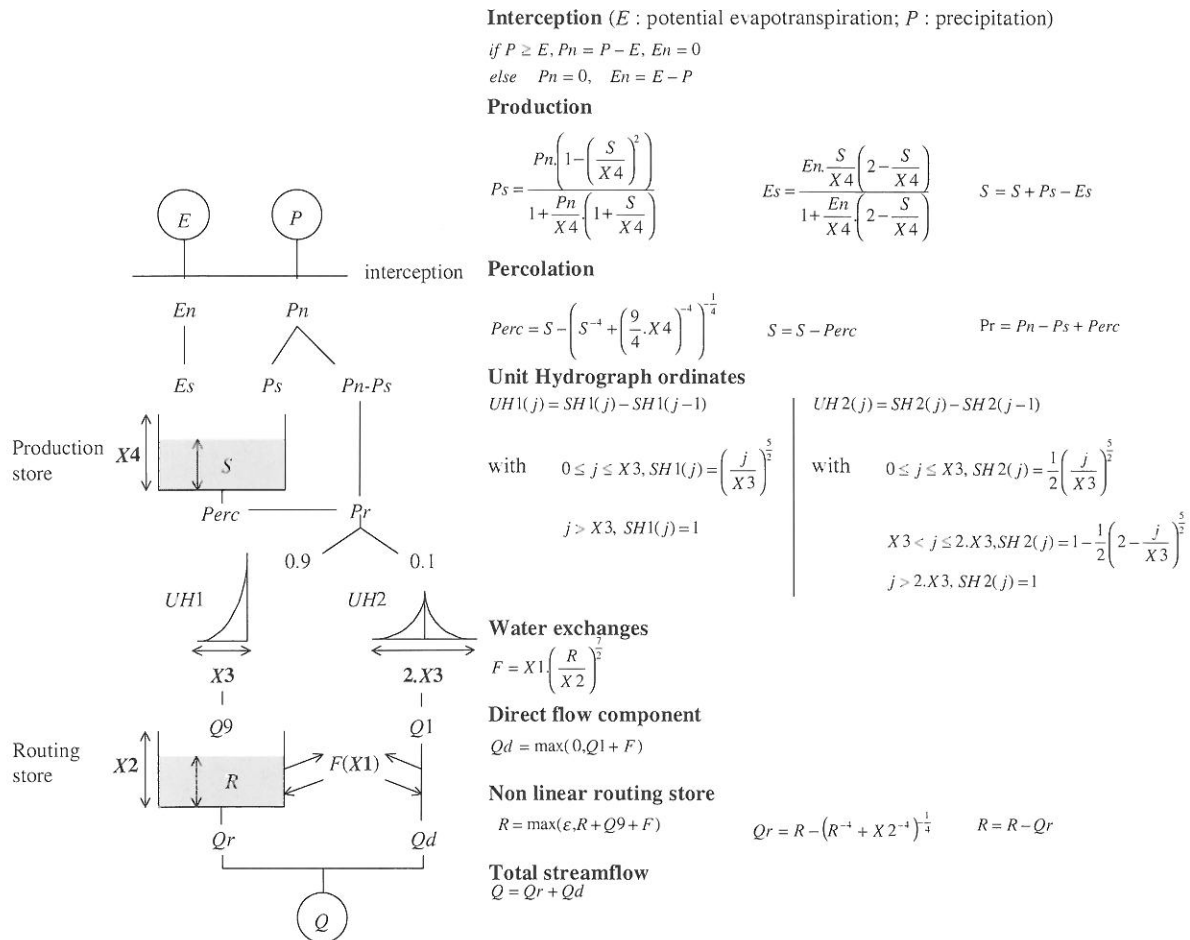 Interception (E : potential evapotranspiration; P : precipitation)
if P ≥ E, Pn = P − E, En = 0
else Pn = 0, En = E − P
Production
Ps = Pn.(1−(S/X4)^2) / (1+Pn/X4.(1+S/X4)) Es = En.S/X4(2−S/X4) / (1+En/X4.(2−S/X4)) S = S + Ps − Es
E P
interception
Percolation
En Pn
Perc = S−(S^−4+(9/4.X4)^−4)^−1/4 S = S − Perc Pr = Pn − Ps + Perc
Es Ps Pn-Ps
Unit Hydrograph ordinates
UH1(j) = SH1(j) − SH1(j−1) UH2(j) = SH2(j) − SH2(j−1)
Production
store
X4
S
with 0 ≤ j ≤ X3, SH1(j) = (j/X3)^5/2 with 0 ≤ j ≤ X3, SH2(j) = 1/2(j/X3)^5/2
Perc Pr
j > X3, SH1(j) = 1 X3 < j ≤ 2.X3, SH2(j) = 1−1/2(2−j/X3)^5/2
j > 2.X3, SH2(j) = 1
0.9 0.1
UH1 UH2
Water exchanges
F = X1.(R/X2)^7/2
X3 2.X3
Direct flow component
Q9 Q1
Qd = max(0,Q1 + F)
Routing
store
X2
R
F(X1)
Non linear routing store
R = max(ε,R + Q9 + F) Qr = R−(R^−4 + X2^−4)^−1/4 R = R − Qr
Qr Qd
Total streamflow
Q = Qr + Qd
Q